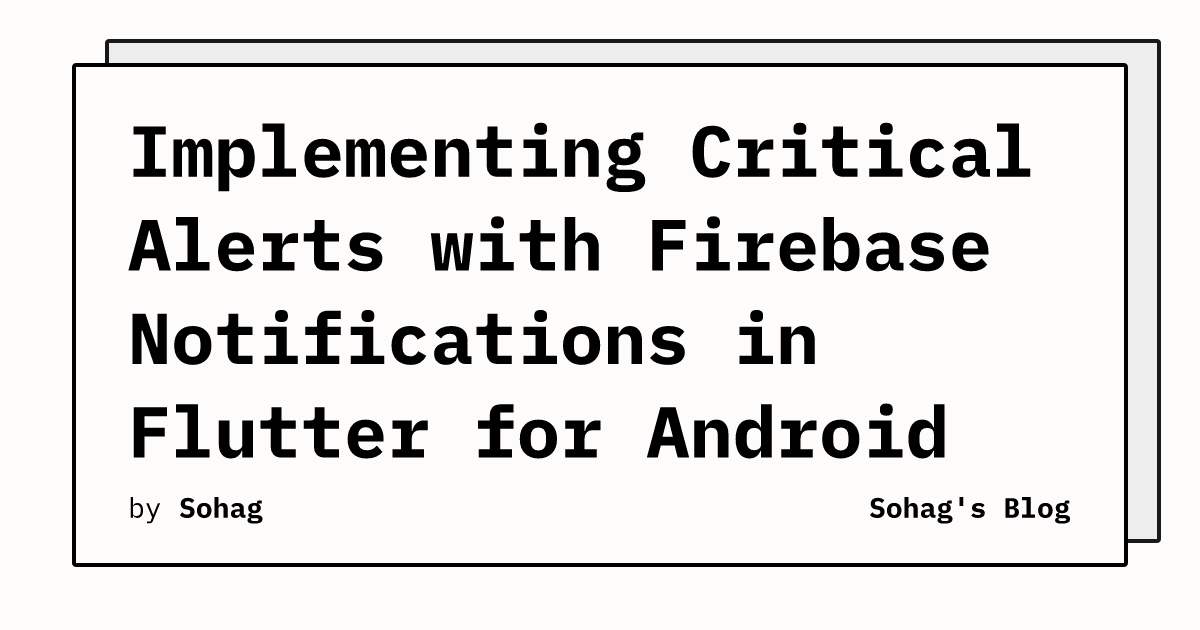 Implementing Critical
Alerts with Firebase
Notifications in
Flutter for Android
by Sohag
Sohag's Blog